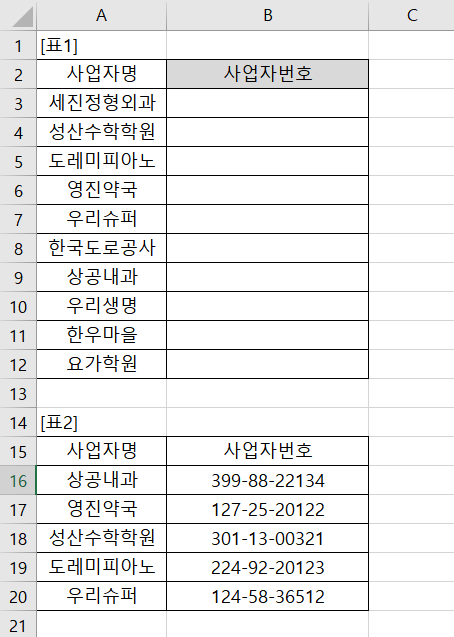 A B C
1 [표1]
2 사업자명 사업자번호
3 세진정형외과
4 성산수학학원
5 도레미피아노
6 영진약국
7 우리슈퍼
8 한국도로공사
9 상공내과
10 우리생명
11 한우마을
12 요가학원
13
14 [표2]
15 사업자명 사업자번호
16 상공내과 399-88-22134
17 영진약국 127-25-20122
18 성산수학학원 301-13-00321
19 도레미피아노 224-92-20123
20 우리슈퍼 124-58-36512
21